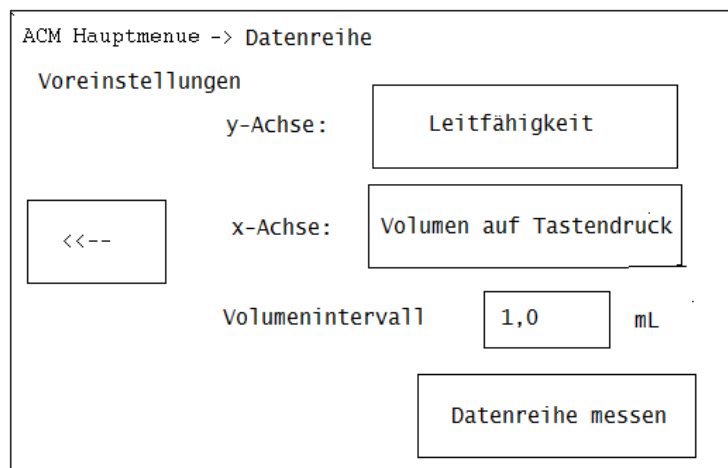 ACM Hauptmenue -> Datenreihe
Voreinstellungen
y-Achse: Leitfähigkeit
<<-- x-Achse: Volumen auf Tastendruck
Volumenintervall 1,0 mL
Datenreihe messen